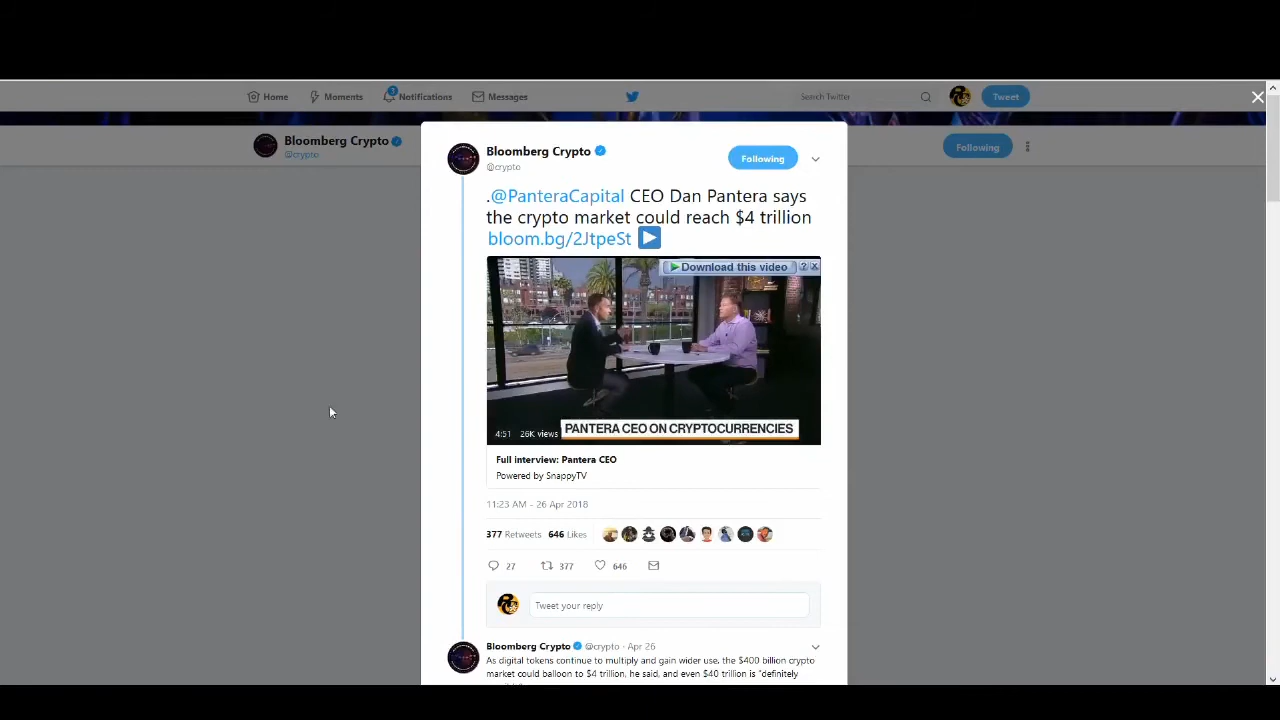 Home Moments 3 Notifications Messages Search Twitter Tweet
Bloomberg Crypto
@crypto
Following
Bloomberg Crypto
@crypto
Following
.@PanteraCapital CEO Dan Pantera says
the crypto market could reach $4 trillion
bloom.bg/2JtpeSt
Download this video ? X
4:51 26K views PANTERA CEO ON CRYPTOCURRENCIES
Full interview: Pantera CEO
Powered by SnappyTV
11:23 AM - 26 Apr 2018
377 Retweets 646 Likes
27 377 646
Tweet your reply
Bloomberg Crypto @crypto · Apr 26
As digital tokens continue to multiply and gain wider use, the $400 billion crypto
market could balloon to $4 trillion, he said, and even $40 trillion is "definitely